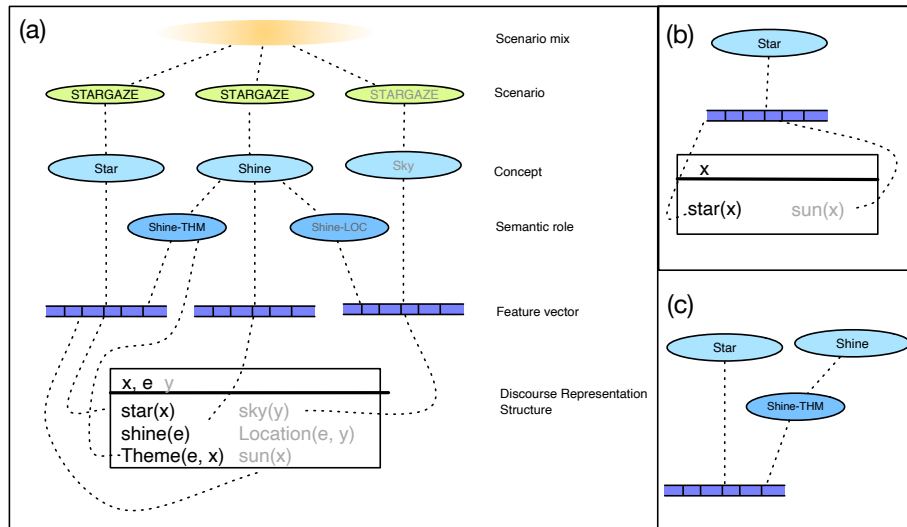 (a)
Scenario mix
STARGAZE STARGAZE STARGAZE Scenario
Star Shine Sky Concept
Shine-THM Shine-LOC Semantic role
Feature vector
Discourse Representation
Structure
x, e y
star(x) sky(y)
shine(e) Location(e, y)
Theme(e, x) sun(x)
(b)
Star
x
star(x) sun(x)
(c)
Star Shine
Shine-THM